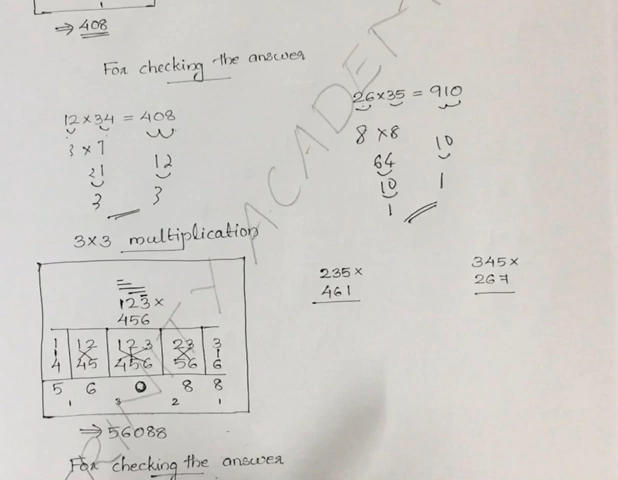 ⇒ 408
For checking the answer
12 × 34 = 408
3 × 7
21 12
3 3
26 × 35 = 910
8 × 8
64 10
10 1
1
3×3 multiplication
123 ×
456
1 12 123 23 3
4 45 456 56 6
5 6 0 8 8
1 3 2 1
⇒ 56088
235 ×
461
345 ×
267
For checking the answer
ACADEM